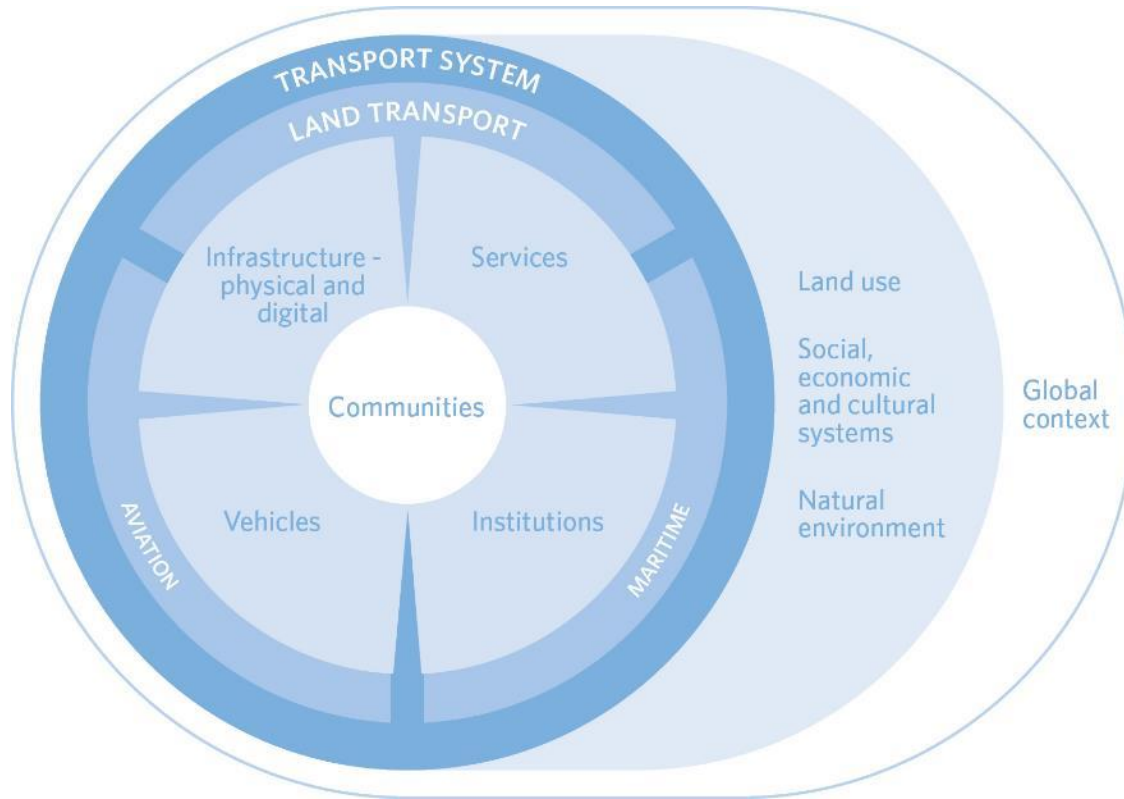 TRANSPORT SYSTEM
LAND TRANSPORT
Infrastructure -
physical and
digital
Services
Communities
Vehicles
Institutions
AVIATION
MARITIME
Land use
Social,
economic
and cultural
systems
Natural
environment
Global
context